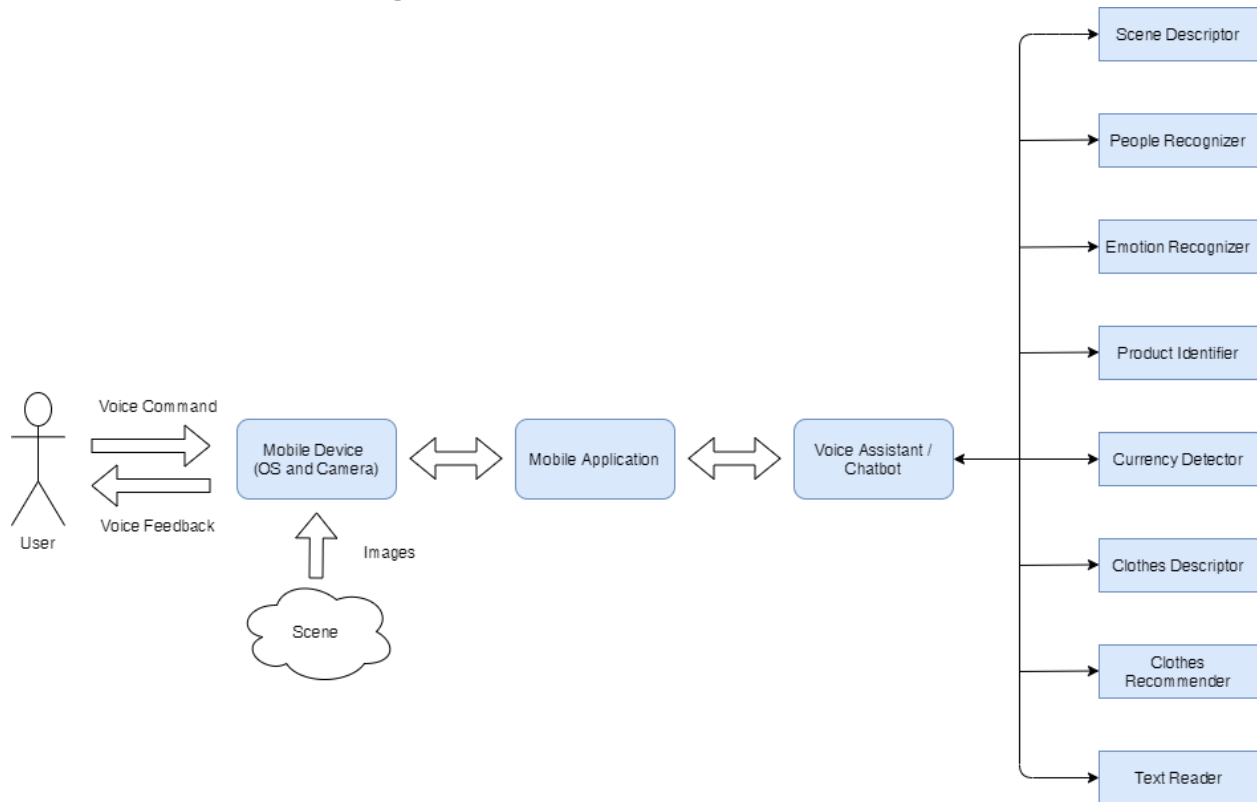 Scene Descriptor
People Recognizer
Emotion Recognizer
Product Identifier
Voice Command
Mobile Device
(OS and Camera)
Mobile Application
Voice Assistant /
Chatbot
Currency Detector
Voice Feedback
User
Images
Clothes Descriptor
Scene
Clothes
Recommender
Text Reader